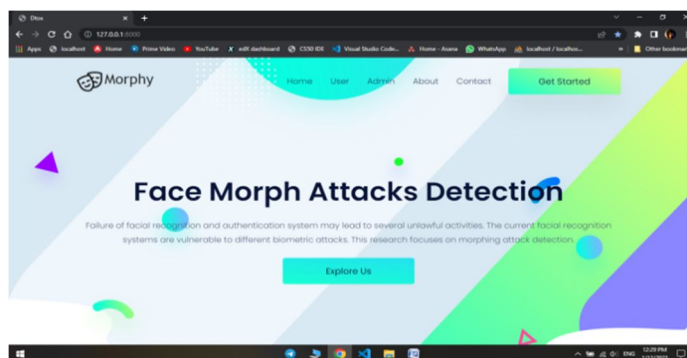 Dtox
127.0.0.1:8000
Apps localhost Home Prime Video YouTube edX dashboard CS50 IDE Visual Studio Code... Home - Asana WhatsApp localhost / localhos... Other bookmar
Morphy Home User Admin About Contact Get Started
Face Morph Attacks Detection
Failure of facial recognition and authentication system may lead to several unlawful activities. The current facial recognition
systems are vulnerable to different biometric attacks. This research focuses on morphing attack detection.
Explore Us
ENG 12:29 PM